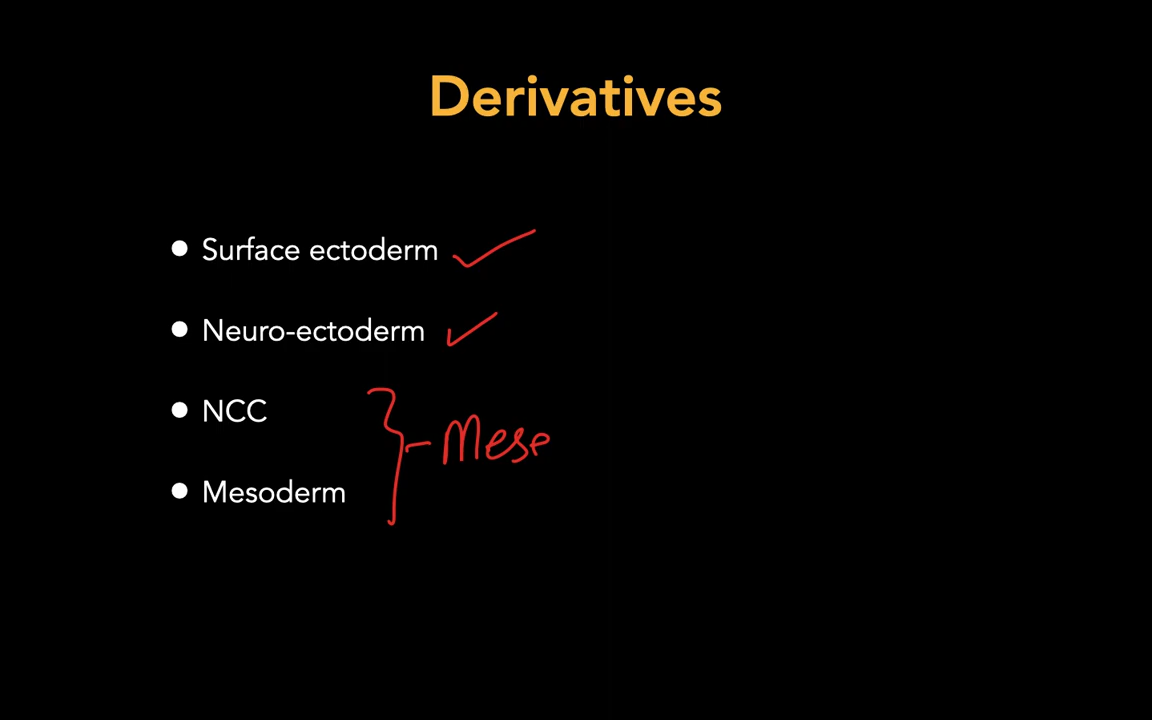 Derivatives
● Surface ectoderm
● Neuro-ectoderm
● NCC
● Mesoderm
Mese